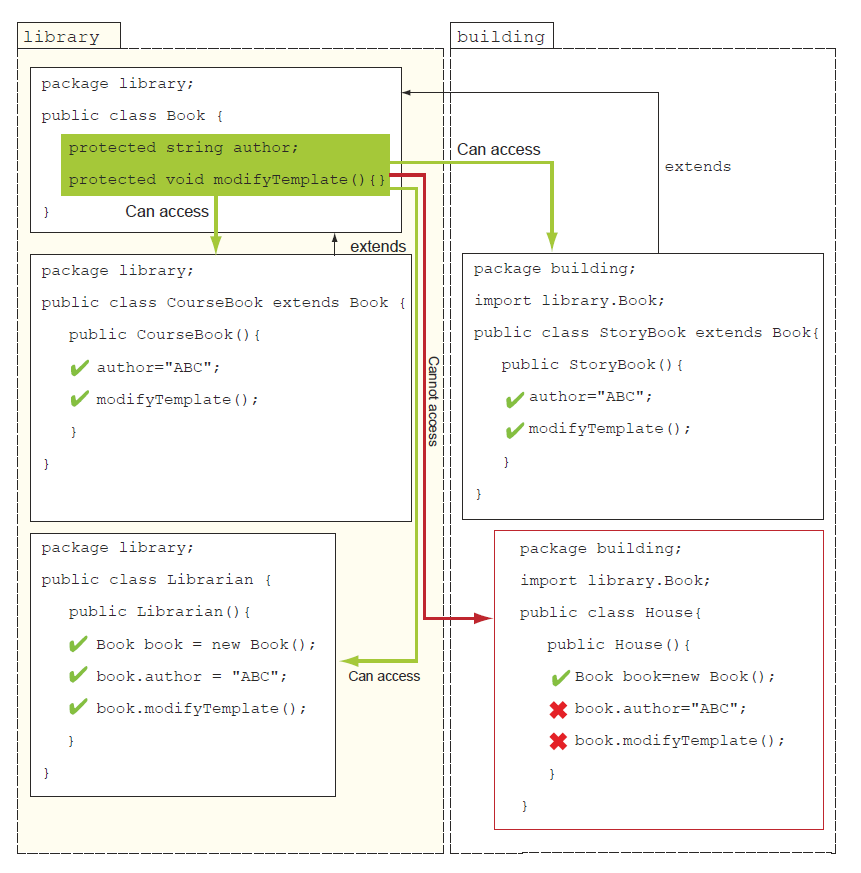 library
package library;
public class Book {
protected string author;
protected void modifyTemplate(){}
}
Can access
extends
package library;
public class CourseBook extends Book {
public CourseBook(){
author="ABC";
modifyTemplate();
}
}
Cannot access
package library;
public class Librarian {
public Librarian(){
Book book = new Book();
book.author = "ABC";
book.modifyTemplate();
}
}
Can access
building
Can access
extends
package building;
import library.Book;
public class StoryBook extends Book{
public StoryBook(){
author="ABC";
modifyTemplate();
}
}
package building;
import library.Book;
public class House{
public House(){
Book book=new Book();
book.author="ABC";
book.modifyTemplate();
}
}